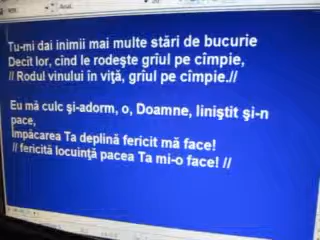 Tu-mi dai inimii mai multe stări de bucurie
Decît lor, cînd le rodeşte grîul pe cîmpie,
// Rodul vinului în viţă, grîul pe cîmpie.//
Eu mă culc şi-adorm, o, Doamne, liniştit şi-n
pace,
Împăcarea Ta deplină fericit mă face!
// fericită locuinţă pacea Ta mi-o face! //